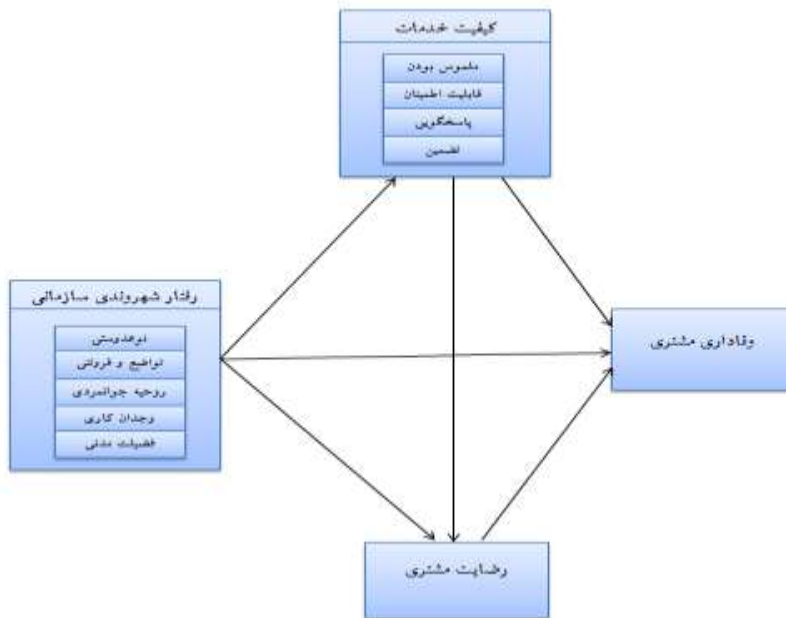 کیفیت خدمات
ملموس بودن
قابلیت اطمینان
پاسخگویی
تضمین
رفتار شهروندی سازمانی
نوعدوستی
تواضع و فروتنی
روحیه جوانمردی
وجدان کاری
فضیلت مدنی
وفاداری مشتری
رضایت مشتری